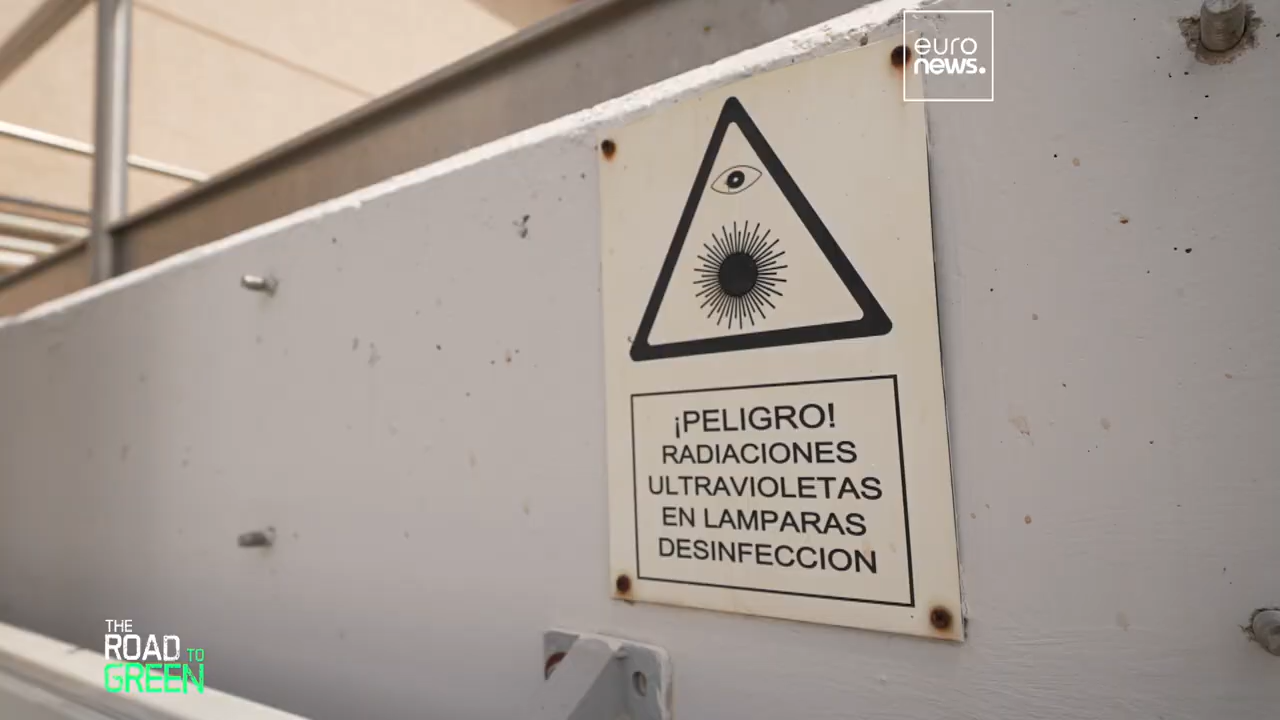 euro
news.
¡PELIGRO!
RADIACIONES
ULTRAVIOLETAS
EN LAMPARAS
DESINFECCION
THE
ROAD TO
GREEN